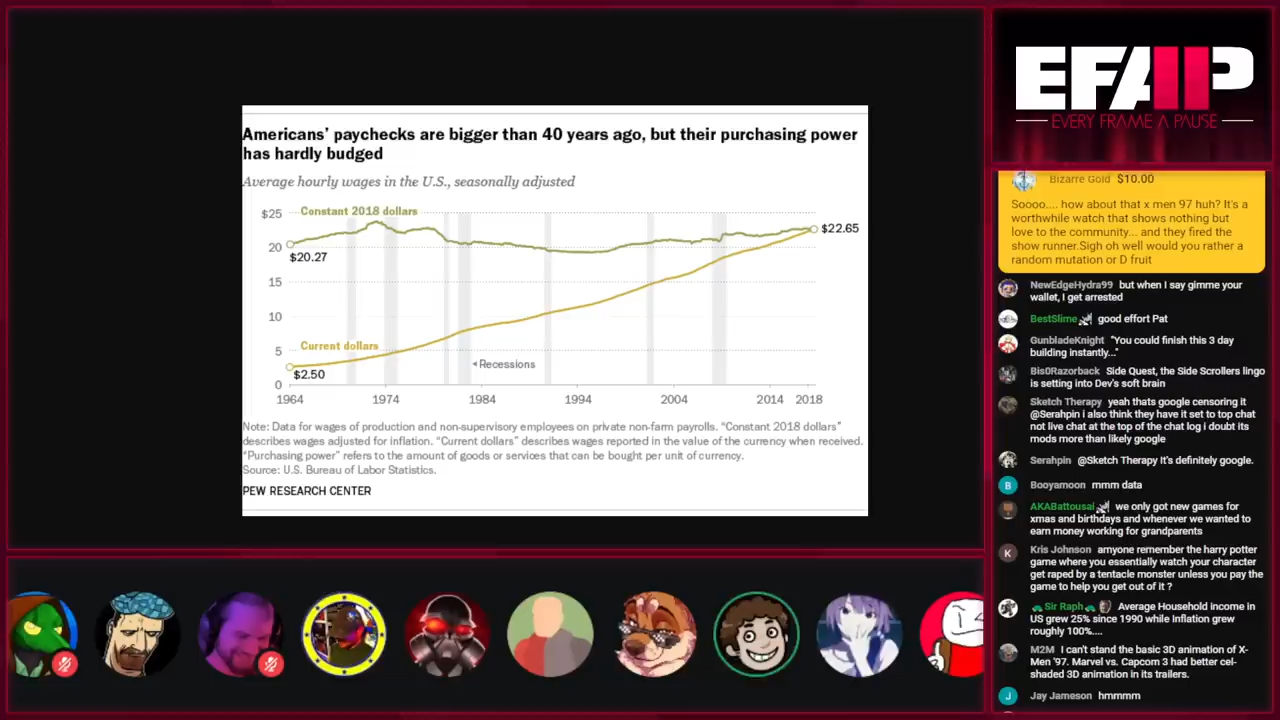 Americans' paychecks are bigger than 40 years ago, but their purchasing power
has hardly budged
Average hourly wages in the U.S., seasonally adjusted
$25
Constant 2018 dollars
20
$22.65
$20.27
15
10
Current dollars
5
Recessions
$2.50
0
1964
1974
1984
1994
2004
2014
2018
Note: Data for wages of production and non-supervisory employees on private non-farm payrolls. "Constant 2018 dollars"
describes wages adjusted for inflation. "Current dollars" describes wages reported in the value of the currency when received.
"Purchasing power" refers to the amount of goods or services that can be bought per unit of currency.
Source: U.S. Bureau of Labor Statistics.
PEW RESEARCH CENTER
EFAP
EVERY FRAME A PAUSE
Bizarre Gold $10.00
Soooo.... how about that x men 97 huh? It's a
worthwhile watch that shows nothing but
love to the community... and they fired the
show runner.Sigh oh well would you rather a
random mutation or D fruit
NewEdgeHydra99 but when I say gimme your
wallet, I get arrested
BestSlime good effort Pat
GunbladeKnight "You could finish this 3 day
building instantly..."
Bis0Razorback Side Quest, the Side Scrollers lingo
is setting into Dev's soft brain
Sketch Therapy yeah thats google censoring it
@Serahpin i also think they have it set to top chat
not live chat at the top of the chat log i doubt its
mods more than likely google
Serahpin @Sketch Therapy It's definitely google.
B
Booyamoon mmm data
AKABattousai we only got new games for
xmas and birthdays and whenever we wanted to
earn money working for grandparents
K
Kris Johnson amyone remember the harry potter
game where you essentially watch your character
get raped by a tentacle monster unless you pay the
game to help you get out of it ?
Sir Raph Average Household income in
US grew 25% since 1990 while Inflation grew
roughly 100%....
M2M I can't stand the basic 3D animation of X-
Men '97. Marvel vs. Capcom 3 had better cel-
shaded 3D animation in its trailers.
J
Jay Jameson hmmmm